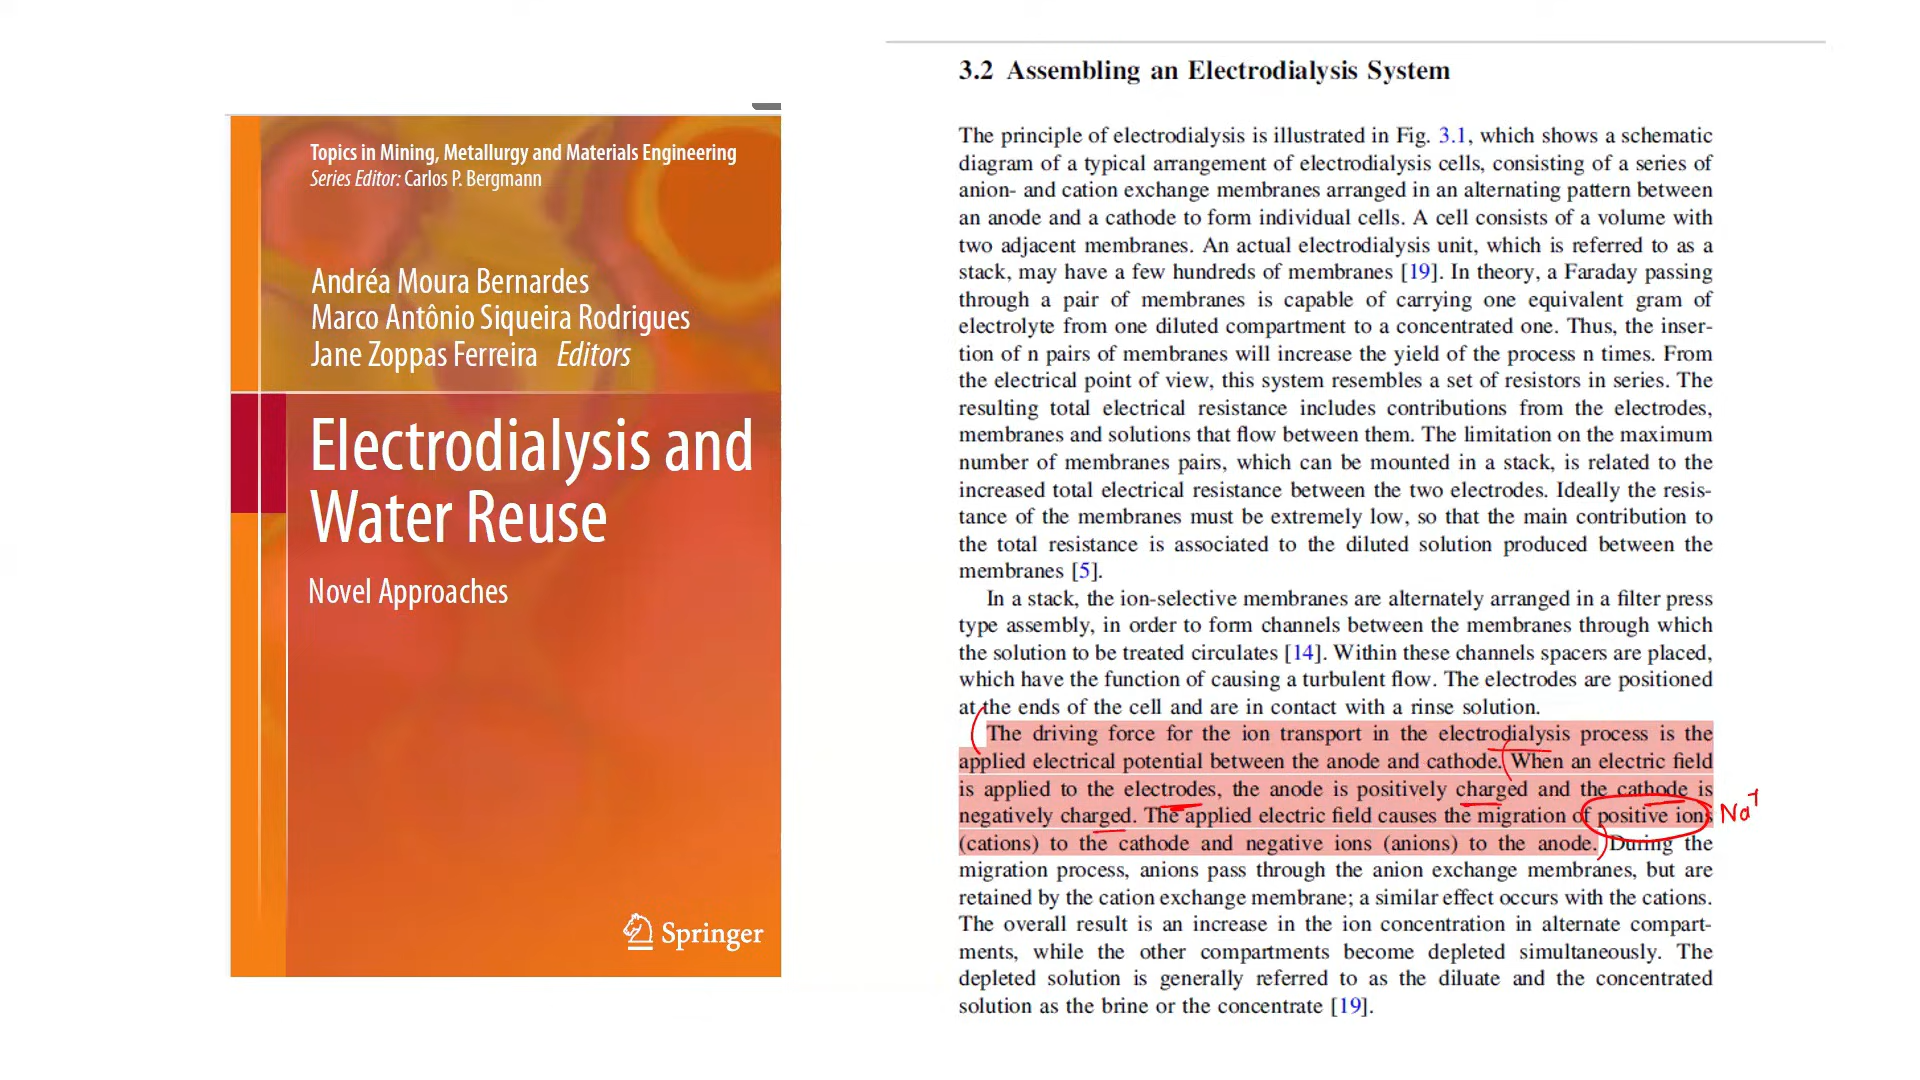 Topics in Mining, Metallurgy and Materials Engineering
Series Editor: Carlos P. Bergmann
Andréa Moura Bernardes
Marco Antônio Siqueira Rodrigues
Jane Zoppas Ferreira Editors
Electrodialysis and
Water Reuse
Novel Approaches
Springer
3.2 Assembling an Electrodialysis System
The principle of electrodialysis is illustrated in Fig. 3.1, which shows a schematic
diagram of a typical arrangement of electrodialysis cells, consisting of a series of
anion- and cation exchange membranes arranged in an alternating pattern between
an anode and a cathode to form individual cells. A cell consists of a volume with
two adjacent membranes. An actual electrodialysis unit, which is referred to as a
stack, may have a few hundreds of membranes [19]. In theory, a Faraday passing
through a pair of membranes is capable of carrying one equivalent gram of
electrolyte from one diluted compartment to a concentrated one. Thus, the inser-
tion of n pairs of membranes will increase the yield of the process n times. From
the electrical point of view, this system resembles a set of resistors in series. The
resulting total electrical resistance includes contributions from the electrodes,
membranes and solutions that flow between them. The limitation on the maximum
number of membranes pairs, which can be mounted in a stack, is related to the
increased total electrical resistance between the two electrodes. Ideally the resis-
tance of the membranes must be extremely low, so that the main contribution to
the total resistance is associated to the diluted solution produced between the
membranes [5].
In a stack, the ion-selective membranes are alternately arranged in a filter press
type assembly, in order to form channels between the membranes through which
the solution to be treated circulates [14]. Within these channels spacers are placed,
which have the function of causing a turbulent flow. The electrodes are positioned
at the ends of the cell and are in contact with a rinse solution.
The driving force for the ion transport in the electrodialysis process is the
applied electrical potential between the anode and cathode. When an electric field
is applied to the electrodes, the anode is positively charged and the cathode is
negatively charged. The applied electric field causes the migration of positive ions Na+
(cations) to the cathode and negative ions (anions) to the anode. During the
migration process, anions pass through the anion exchange membranes, but are
retained by the cation exchange membrane; a similar effect occurs with the cations.
The overall result is an increase in the ion concentration in alternate compart-
ments, while the other compartments become depleted simultaneously. The
depleted solution is generally referred to as the diluate and the concentrated
solution as the brine or the concentrate [19].